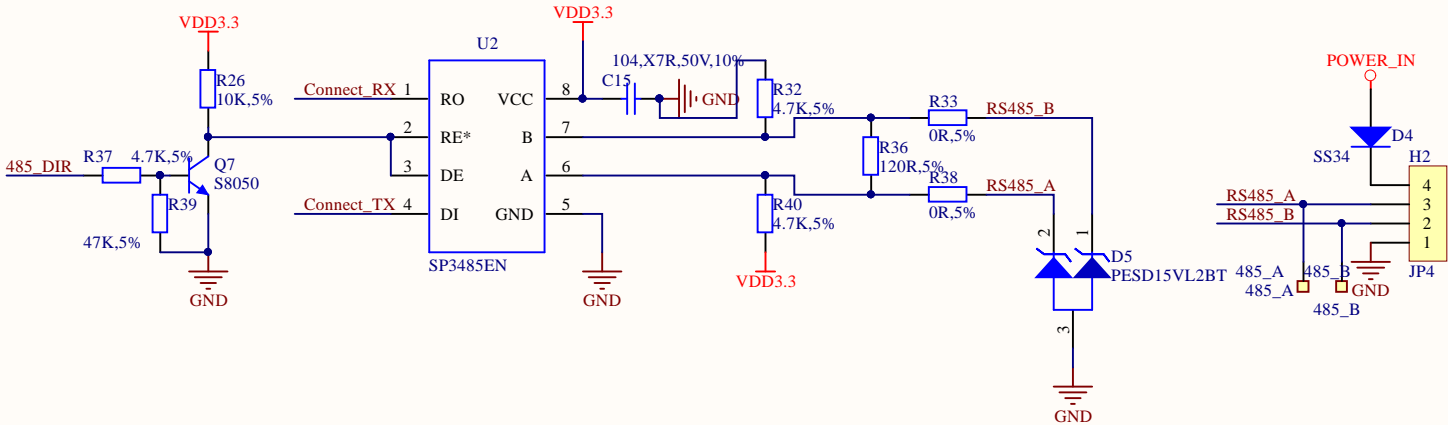 VDD3.3
R26
10K,5%
485_DIR
R37
4.7K,5%
Q7
S8050
R39
47K,5%
GND
U2
Connect_RX
1
RO
VCC
8
2
RE*
B
7
3
DE
A
6
Connect_TX
4
DI
GND
5
SP3485EN
GND
VDD3.3
104,X7R,50V,10%
C15
GND
R32
4.7K,5%
R40
4.7K,5%
VDD3.3
R36
120R,5%
R33
0R,5%
RS485_B
R38
0R,5%
RS485_A
2
1
D5
PESD15VL2BT
3
GND
POWER_IN
D4
SS34
H2
4
RS485_A
3
RS485_B
2
1
JP4
GND
485_A
485_A
485_B
485_B